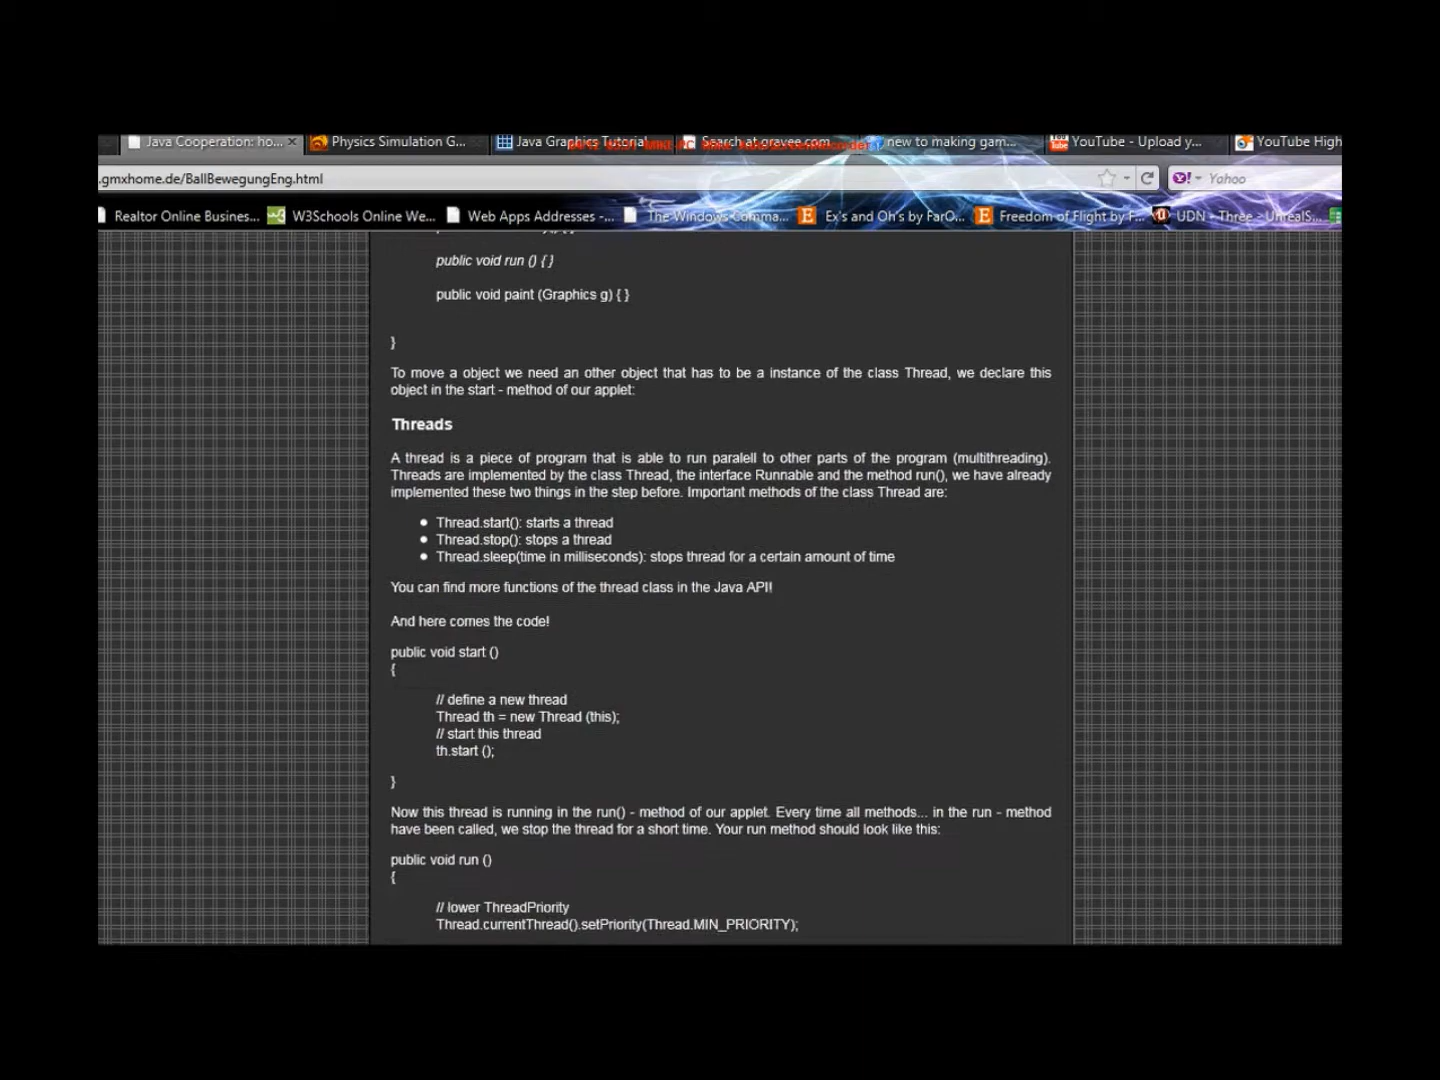 Java Cooperation: ho...
Physics Simulation G...
Java Graphics Tutorial
Search at gravee.com
new to making gam...
YouTube - Upload y...
YouTube High
.gmxhome.de/BallBewegungEng.html
Yahoo
Realtor Online Busines...
W3Schools Online We...
Web Apps Addresses -...
The Windows Comma...
Ex's and Oh's by FarO...
Freedom of Flight by F...
UDN - Three > UnrealS...
public void run () { }
public void paint (Graphics g) { }
}
To move a object we need an other object that has to be a instance of the class Thread, we declare this
object in the start - method of our applet:
Threads
A thread is a piece of program that is able to run paralell to other parts of the program (multithreading).
Threads are implemented by the class Thread, the interface Runnable and the method run(), we have already
implemented these two things in the step before. Important methods of the class Thread are:
Thread.start(): starts a thread
Thread.stop(): stops a thread
Thread.sleep(time in milliseconds): stops thread for a certain amount of time
You can find more functions of the thread class in the Java API!
And here comes the code!
public void start ()
{
// define a new thread
Thread th = new Thread (this);
// start this thread
th.start ();
}
Now this thread is running in the run() - method of our applet. Every time all methods... in the run - method
have been called, we stop the thread for a short time. Your run method should look like this:
public void run ()
{
// lower ThreadPriority
Thread.currentThread().setPriority(Thread.MIN_PRIORITY);